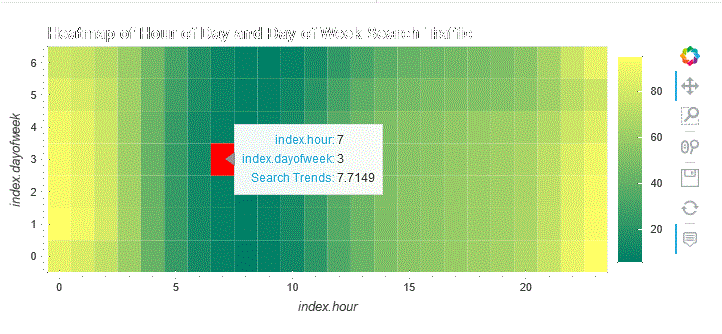 Heatmap of Hour of Day and Day of Week Search Traffic
6
5
4
3
2
1
0
index.dayofweek
index.hour: 7
index.dayofweek: 3
Search Trends: 7.7149
80
60
40
20
0 5 10 15 20
index.hour